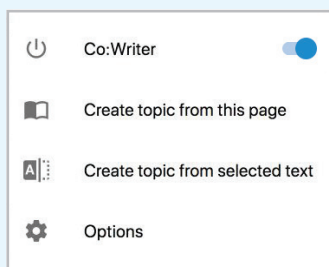 Co:Writer
Create topic from this page
A
Create topic from selected text
Options